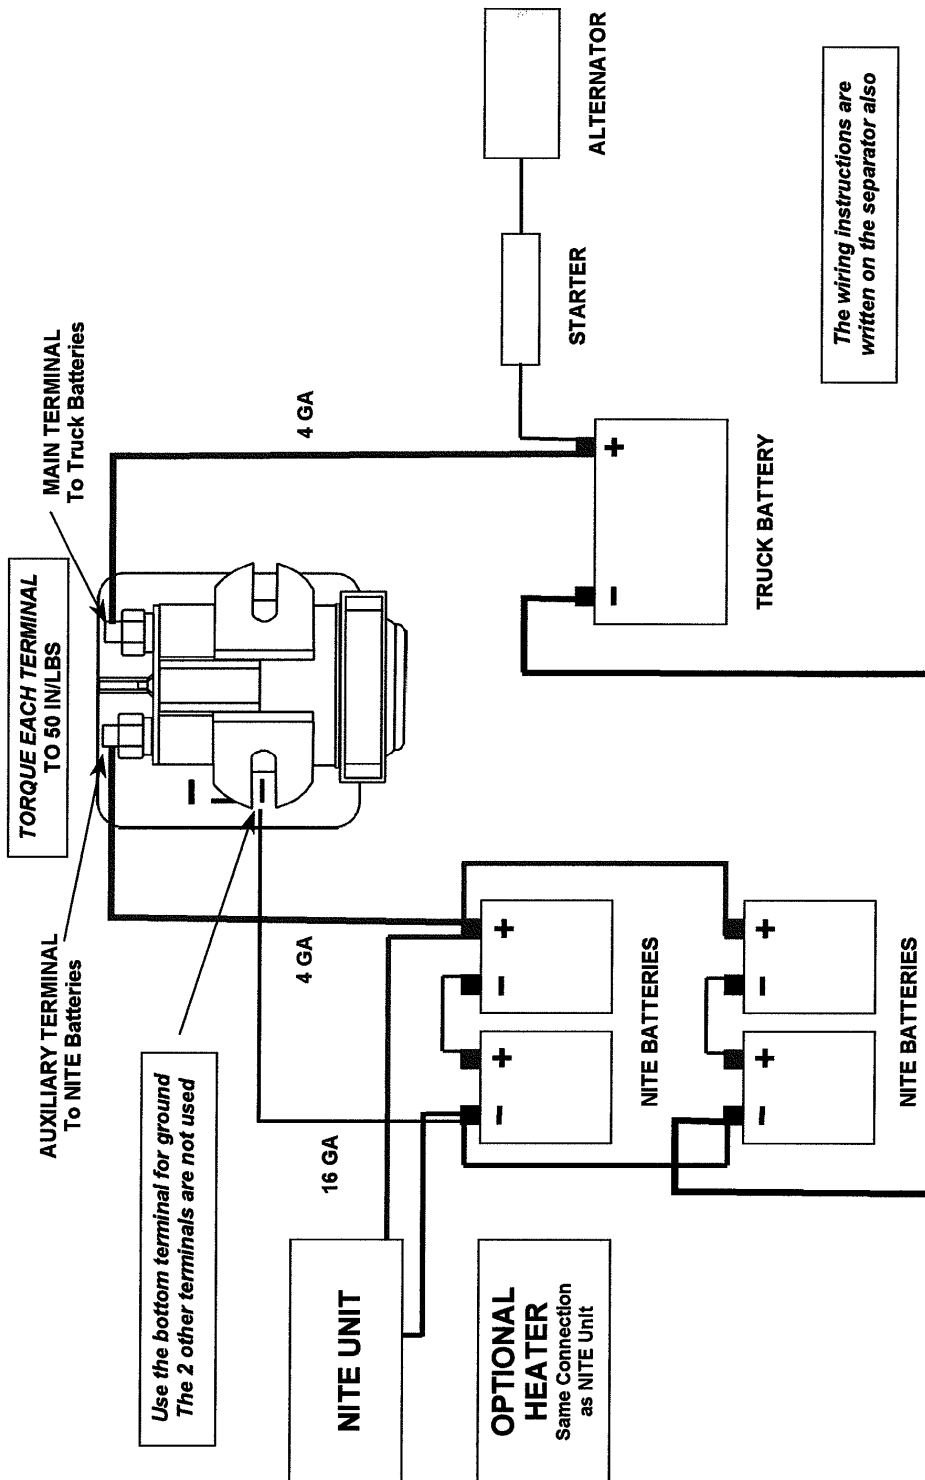 TORQUE EACH TERMINAL
TO 50 IN/LBS
AUXILIARY TERMINAL
To NITE Batteries
MAIN TERMINAL
To Truck Batteries
Use the bottom terminal for ground
The 2 other terminals are not used
4 GA
4 GA
16 GA
NITE UNIT
OPTIONAL
HEATER
Same Connection
as NITE Unit
−
+
−
+
NITE BATTERIES
−
+
−
+
NITE BATTERIES
−
+
TRUCK BATTERY
STARTER
ALTERNATOR
The wiring instructions are
written on the separator also